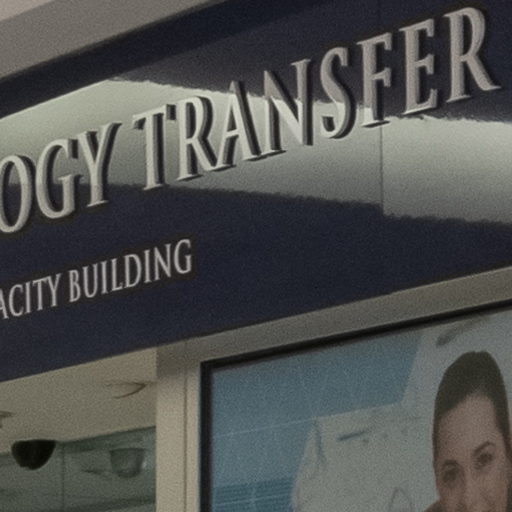 OGY TRANSFER
ACITY BUILDING